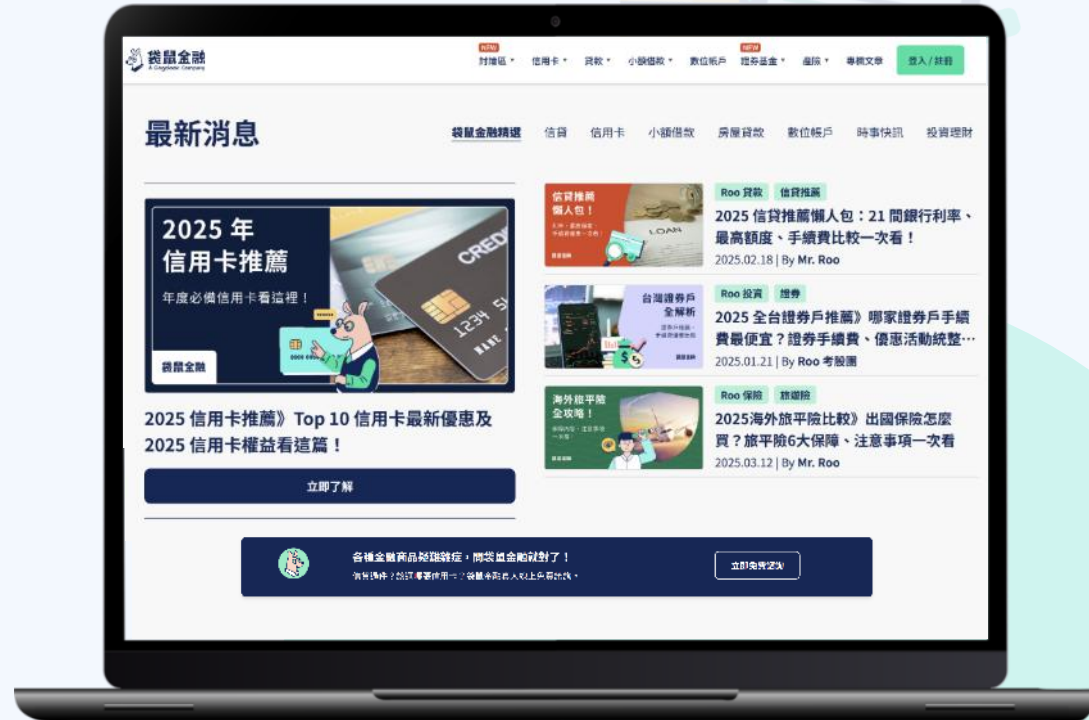 袋鼠金融
A Gogolook Company
NEW
討論區
信用卡
貸款
小額借款
數位帳戶
NEW
證券基金
產險
專欄文章
登入 / 註冊
最新消息
袋鼠金融精選
信貸
信用卡
小額借款
房屋貸款
數位帳戶
時事快訊
投資理財
2025 年
信用卡推薦
年度必備信用卡看這裡！
CREDIT
1234
袋鼠金融
2025 信用卡推薦》Top 10 信用卡最新優惠及
2025 信用卡權益看這篇！
立即了解
信貸推薦
懶人包！
LOAN
Roo 貸款
信貸推薦
2025 信貸推薦懶人包：21 間銀行利率、
最高額度、手續費比較一次看！
2025.02.18 | By Mr. Roo
台灣證券戶
全解析
Roo 投資
證券
2025 全台證券戶推薦》哪家證券戶手續
費最便宜？證券手續費、優惠活動統整…
2025.01.21 | By Roo 考股團
海外旅平險
全攻略！
Roo 保險
旅遊險
2025海外旅平險比較》出國保險怎麼
買？旅平險6大保障、注意事項一次看
2025.03.12 | By Mr. Roo
各種金融商品疑難雜症，問袋鼠金融就對了！
立即免費諮詢